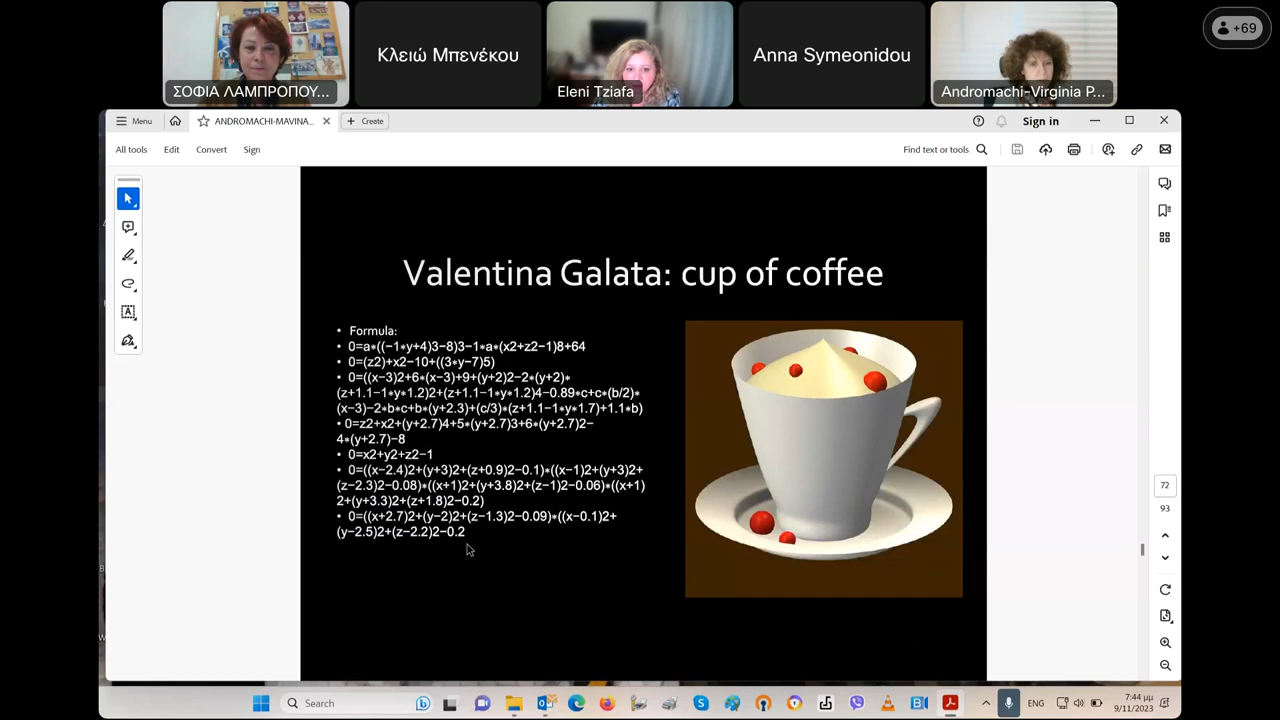 ΣΟΦΙΑ ΛΑΜΠΡΟΠΟΥ...
Κλειώ Μπενέκου
Eleni Tziafa
Anna Symeonidou
Andromachi-Virginia P...
+69
Menu
ANDROMACHI-MAVINA...
Create
Sign in
All tools
Edit
Convert
Sign
Find text or tools
Valentina Galata: cup of coffee
• Formula:
• 0=a∗((−1∗y+4)3−8)3−1∗a∗(x2+z2−1)8+64
• 0=(z2)+x2−10+((3∗y−7)5)
• 0=((x−3)2+6∗(x−3)+9+(y+2)2−2∗(y+2)∗
(z+1.1−1∗y∗1.2)2+(z+1.1−1∗y∗1.2)4−0.89∗c+c∗(b/2)∗
(x−3)−2∗b∗c+b∗(y+2.3)+(c/3)∗(z+1.1−1∗y∗1.7)+1.1∗b)
• 0=z2+x2+(y+2.7)4+5∗(y+2.7)3+6∗(y+2.7)2−
4∗(y+2.7)−8
• 0=x2+y2+z2−1
• 0=((x−2.4)2+(y+3)2+(z+0.9)2−0.1)∗((x−1)2+(y+3)2+
(z−2.3)2−0.08)∗((x+1)2+(y+3.8)2+(z−1)2−0.06)∗((x+1)
2+(y+3.3)2+(z+1.8)2−0.2)
• 0=((x+2.7)2+(y−2)2+(z−1.3)2−0.09)∗((x−0.1)2+
(y−2.5)2+(z−2.2)2−0.2
72
93
Search
ENG
7:44 μμ
9/11/2023